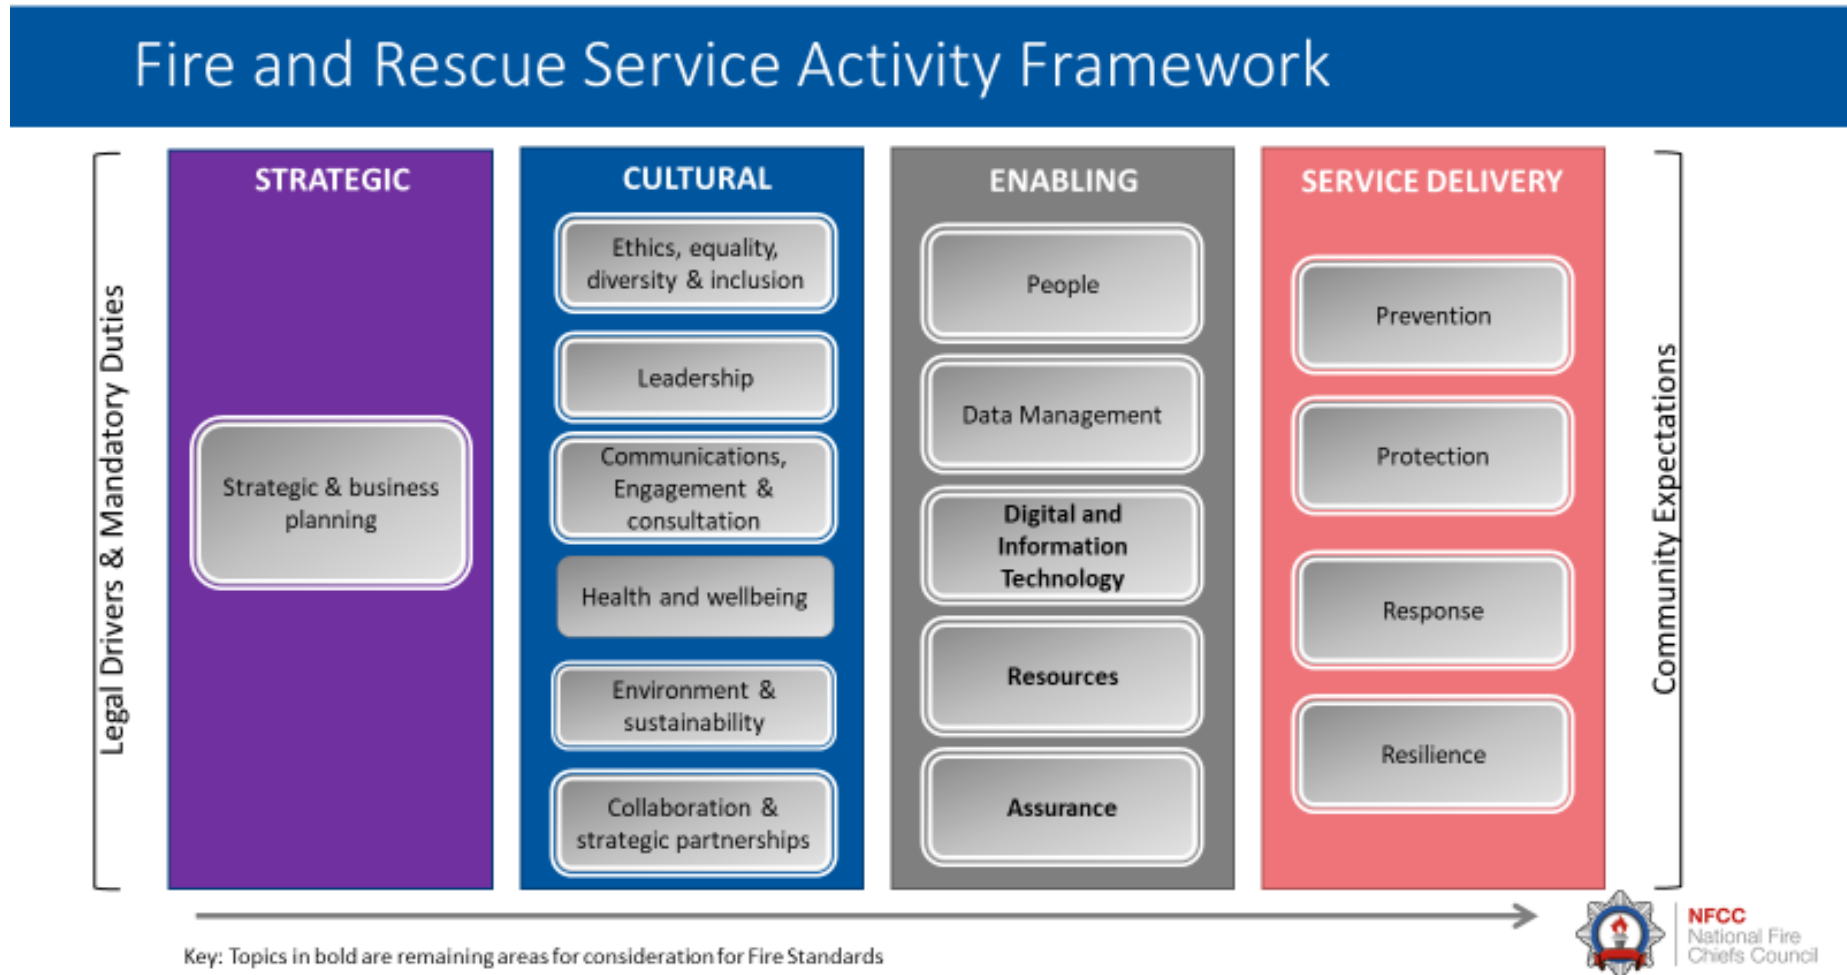 Fire and Rescue Service Activity Framework
Legal Drivers & Mandatory Duties
STRATEGIC
Strategic & business
planning
CULTURAL
Ethics, equality,
diversity & inclusion
Leadership
Communications,
Engagement &
consultation
Health and wellbeing
Environment &
sustainability
Collaboration &
strategic partnerships
ENABLING
People
Data Management
Digital and
Information
Technology
Resources
Assurance
SERVICE DELIVERY
Prevention
Protection
Response
Resilience
Community Expectations
Key: Topics in bold are remaining areas for consideration for Fire Standards
NFCC
National Fire
Chiefs Council